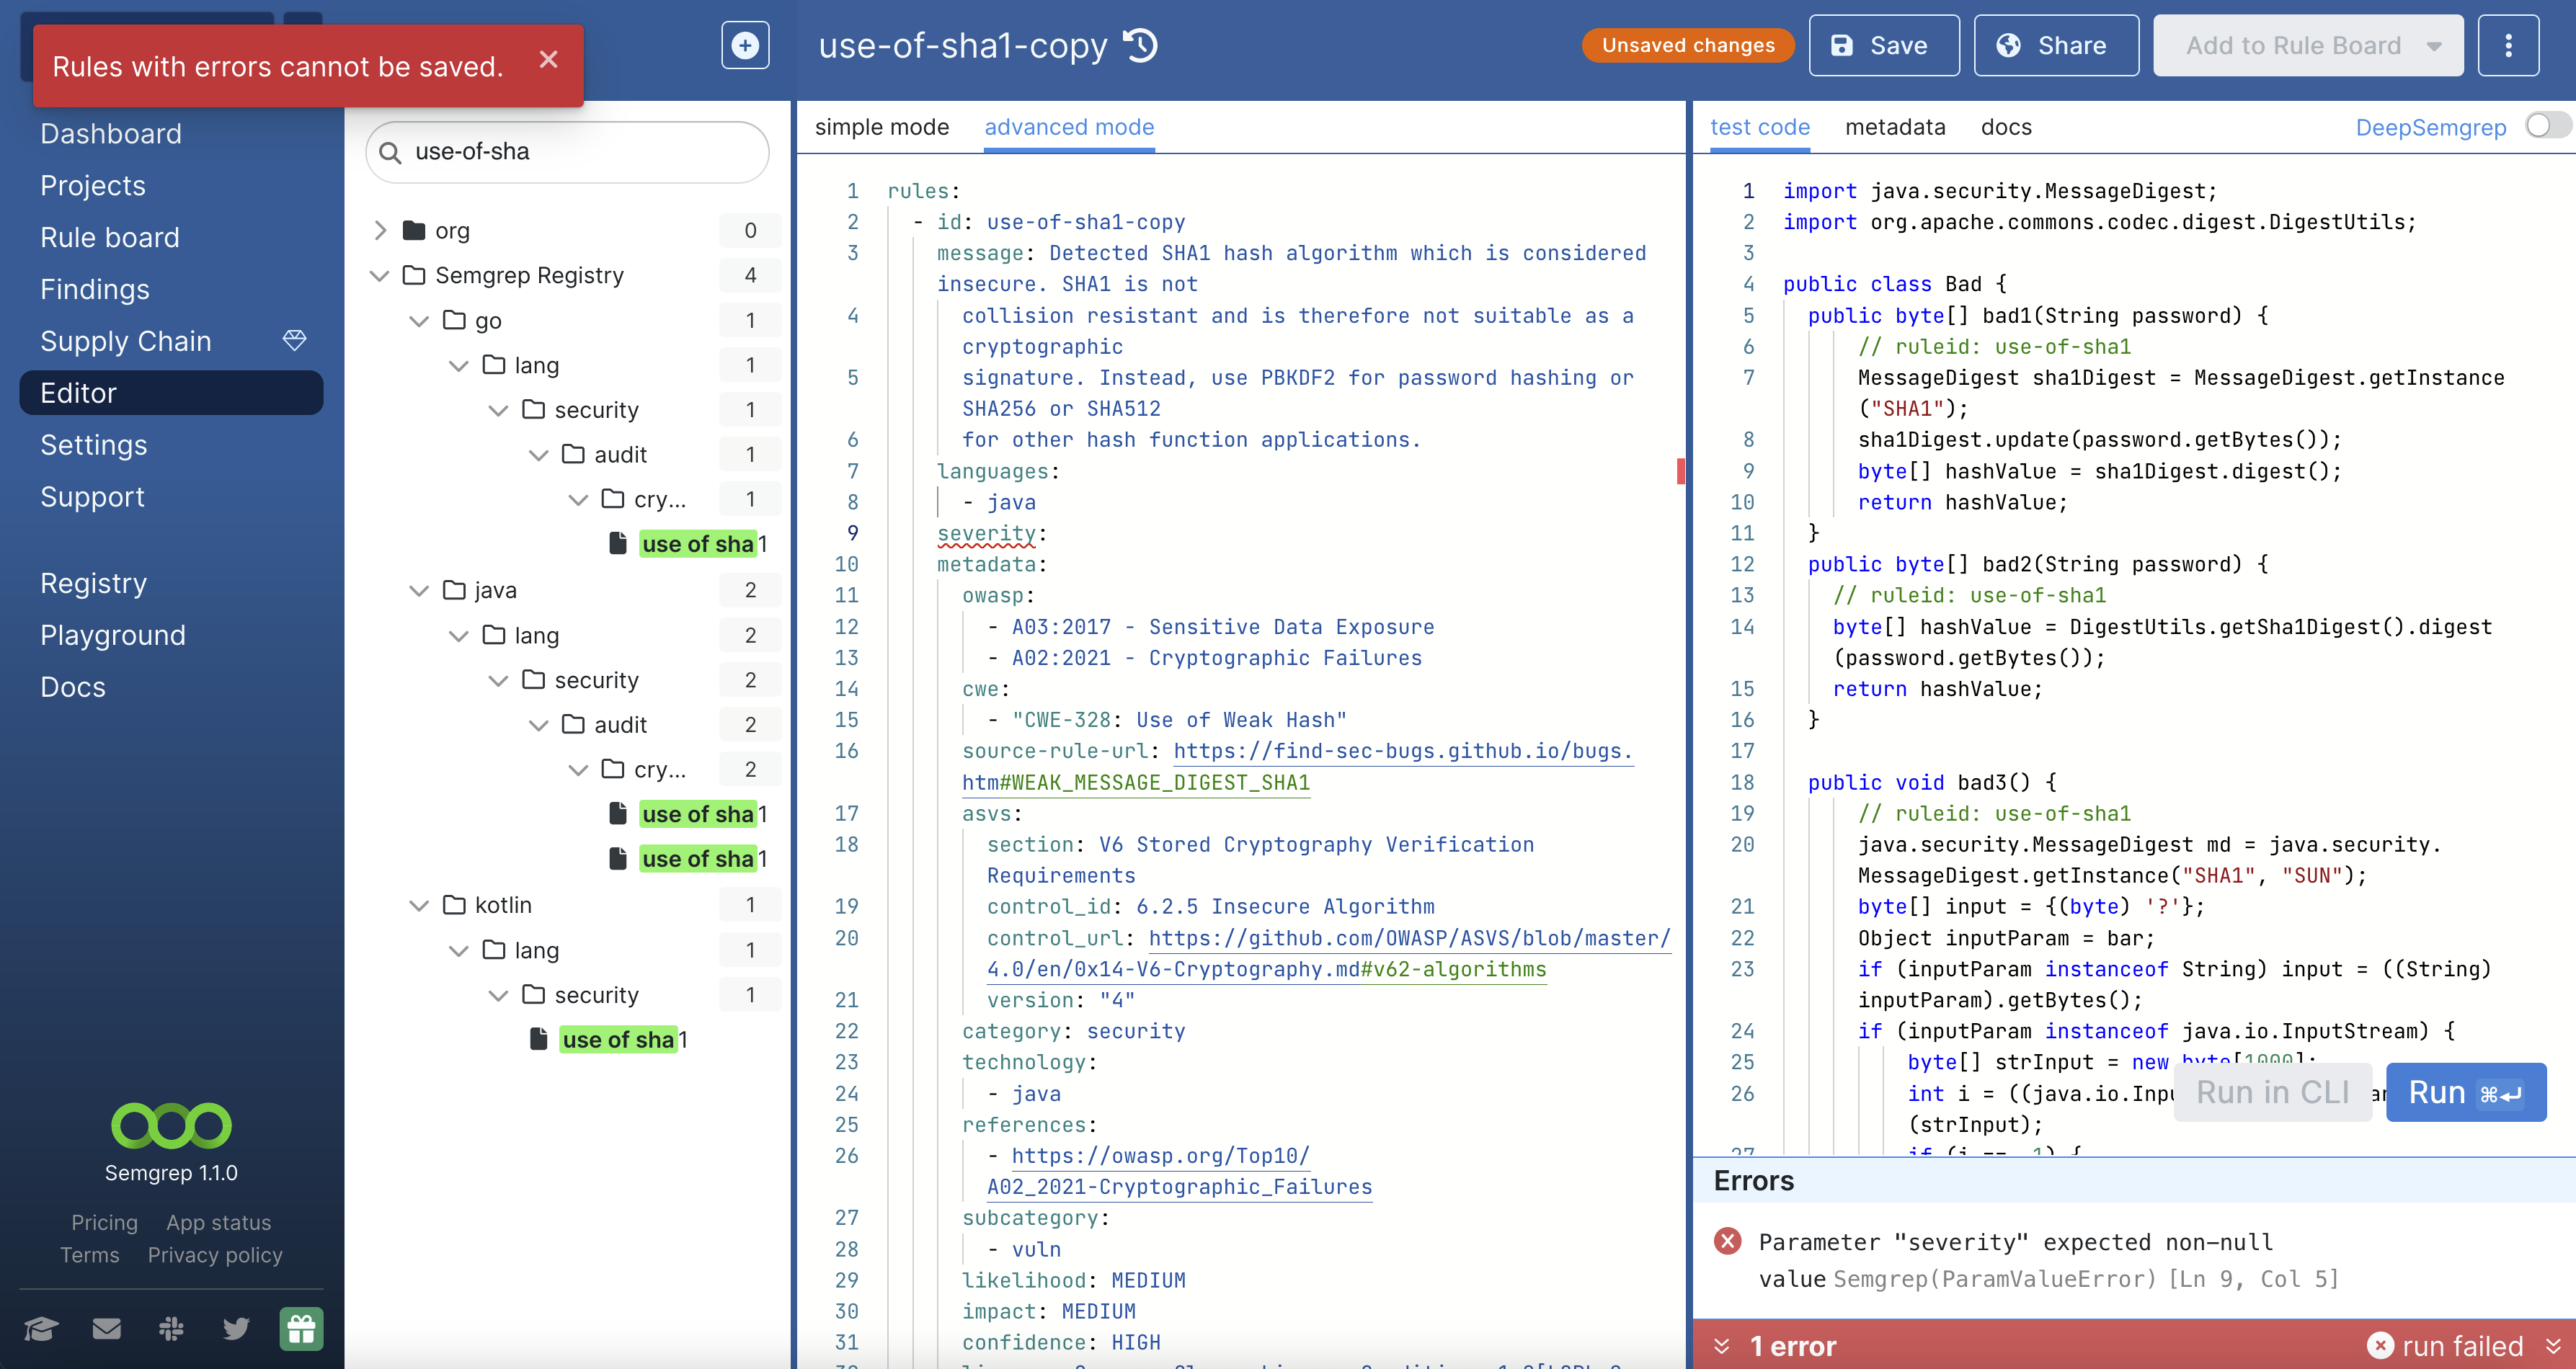 Rules with errors cannot be saved.
use-of-sha1-copy
Unsaved changes
Save
Share
Add to Rule Board
Dashboard
Projects
Rule board
Findings
Supply Chain
Editor
Settings
Support
Registry
Playground
Docs
Semgrep 1.1.0
Pricing App status
Terms Privacy policy
use-of-sha
org 0
Semgrep Registry 4
go 1
lang 1
security 1
audit 1
cry... 1
use of sha1
java 2
lang 2
security 2
audit 2
cry... 2
use of sha1
use of sha1
kotlin 1
lang 1
security 1
use of sha1
simple mode advanced mode
1 rules:
2 - id: use-of-sha1-copy
3 message: Detected SHA1 hash algorithm which is considered
insecure. SHA1 is not
4 collision resistant and is therefore not suitable as a
cryptographic
5 signature. Instead, use PBKDF2 for password hashing or
SHA256 or SHA512
6 for other hash function applications.
7 languages:
8 - java
9 severity:
10 metadata:
11 owasp:
12 - A03:2017 - Sensitive Data Exposure
13 - A02:2021 - Cryptographic Failures
14 cwe:
15 - "CWE-328: Use of Weak Hash"
16 source-rule-url: https://find-sec-bugs.github.io/bugs.
htm#WEAK_MESSAGE_DIGEST_SHA1
17 asvs:
18 section: V6 Stored Cryptography Verification
Requirements
19 control_id: 6.2.5 Insecure Algorithm
20 control_url: https://github.com/OWASP/ASVS/blob/master/
4.0/en/0x14-V6-Cryptography.md#v62-algorithms
21 version: "4"
22 category: security
23 technology:
24 - java
25 references:
26 - https://owasp.org/Top10/
A02_2021-Cryptographic_Failures
27 subcategory:
28 - vuln
29 likelihood: MEDIUM
30 impact: MEDIUM
31 confidence: HIGH
test code metadata docs
DeepSemgrep
1 import java.security.MessageDigest;
2 import org.apache.commons.codec.digest.DigestUtils;
3
4 public class Bad {
5 public byte[] bad1(String password) {
6 // ruleid: use-of-sha1
7 MessageDigest sha1Digest = MessageDigest.getInstance
("SHA1");
8 sha1Digest.update(password.getBytes());
9 byte[] hashValue = sha1Digest.digest();
10 return hashValue;
11 }
12 public byte[] bad2(String password) {
13 // ruleid: use-of-sha1
14 byte[] hashValue = DigestUtils.getSha1Digest().digest
(password.getBytes());
15 return hashValue;
16 }
17
18 public void bad3() {
19 // ruleid: use-of-sha1
20 java.security.MessageDigest md = java.security.
MessageDigest.getInstance("SHA1", "SUN");
21 byte[] input = {(byte) '?'};
22 Object inputParam = bar;
23 if (inputParam instanceof String) input = ((String)
inputParam).getBytes();
24 if (inputParam instanceof java.io.InputStream) {
25 byte[] strInput = new byte[1000];
26 int i = ((java.io.Inpu
(strInput);
27 if (i == -1) {
Run in CLI
Run ⌘↵
Errors
Parameter "severity" expected non-null
value Semgrep(ParamValueError) [Ln 9, Col 5]
1 error
run failed